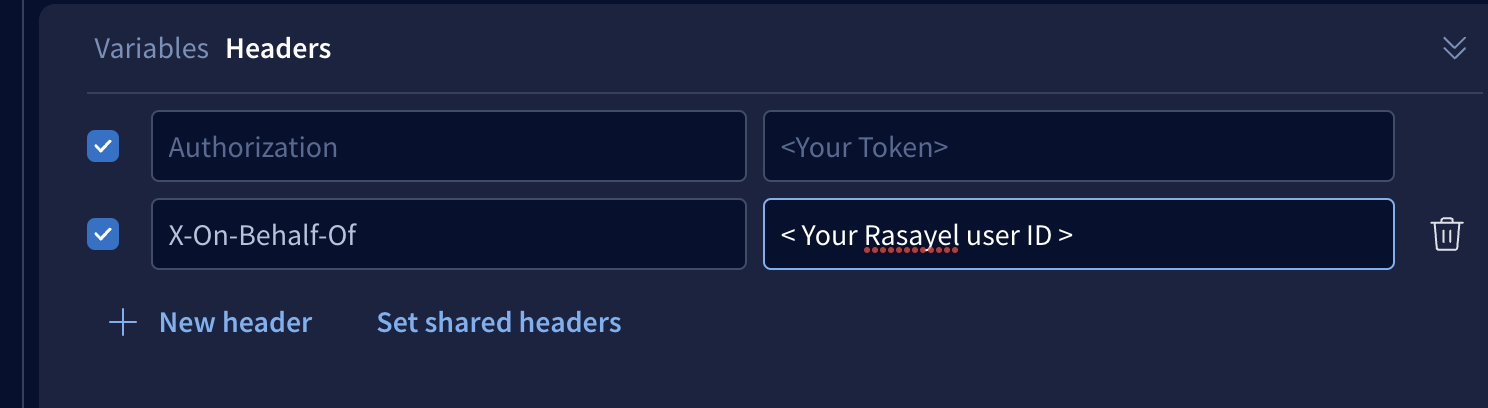 Variables Headers
Authorization <Your Token>
X-On-Behalf-Of < Your Rasayel user ID >
New header Set shared headers